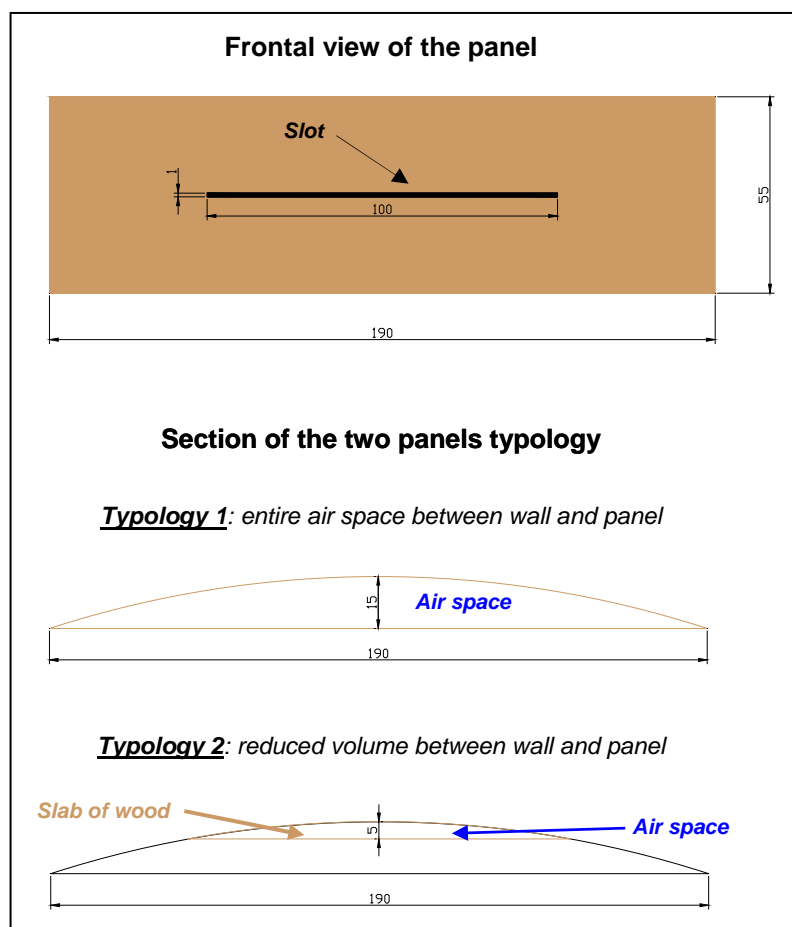 Frontal view of the panel
Slot
1
100
55
190
Section of the two panels typology
Typology 1: entire air space between wall and panel
15
Air space
190
Typology 2: reduced volume between wall and panel
Slab of wood
5
Air space
190